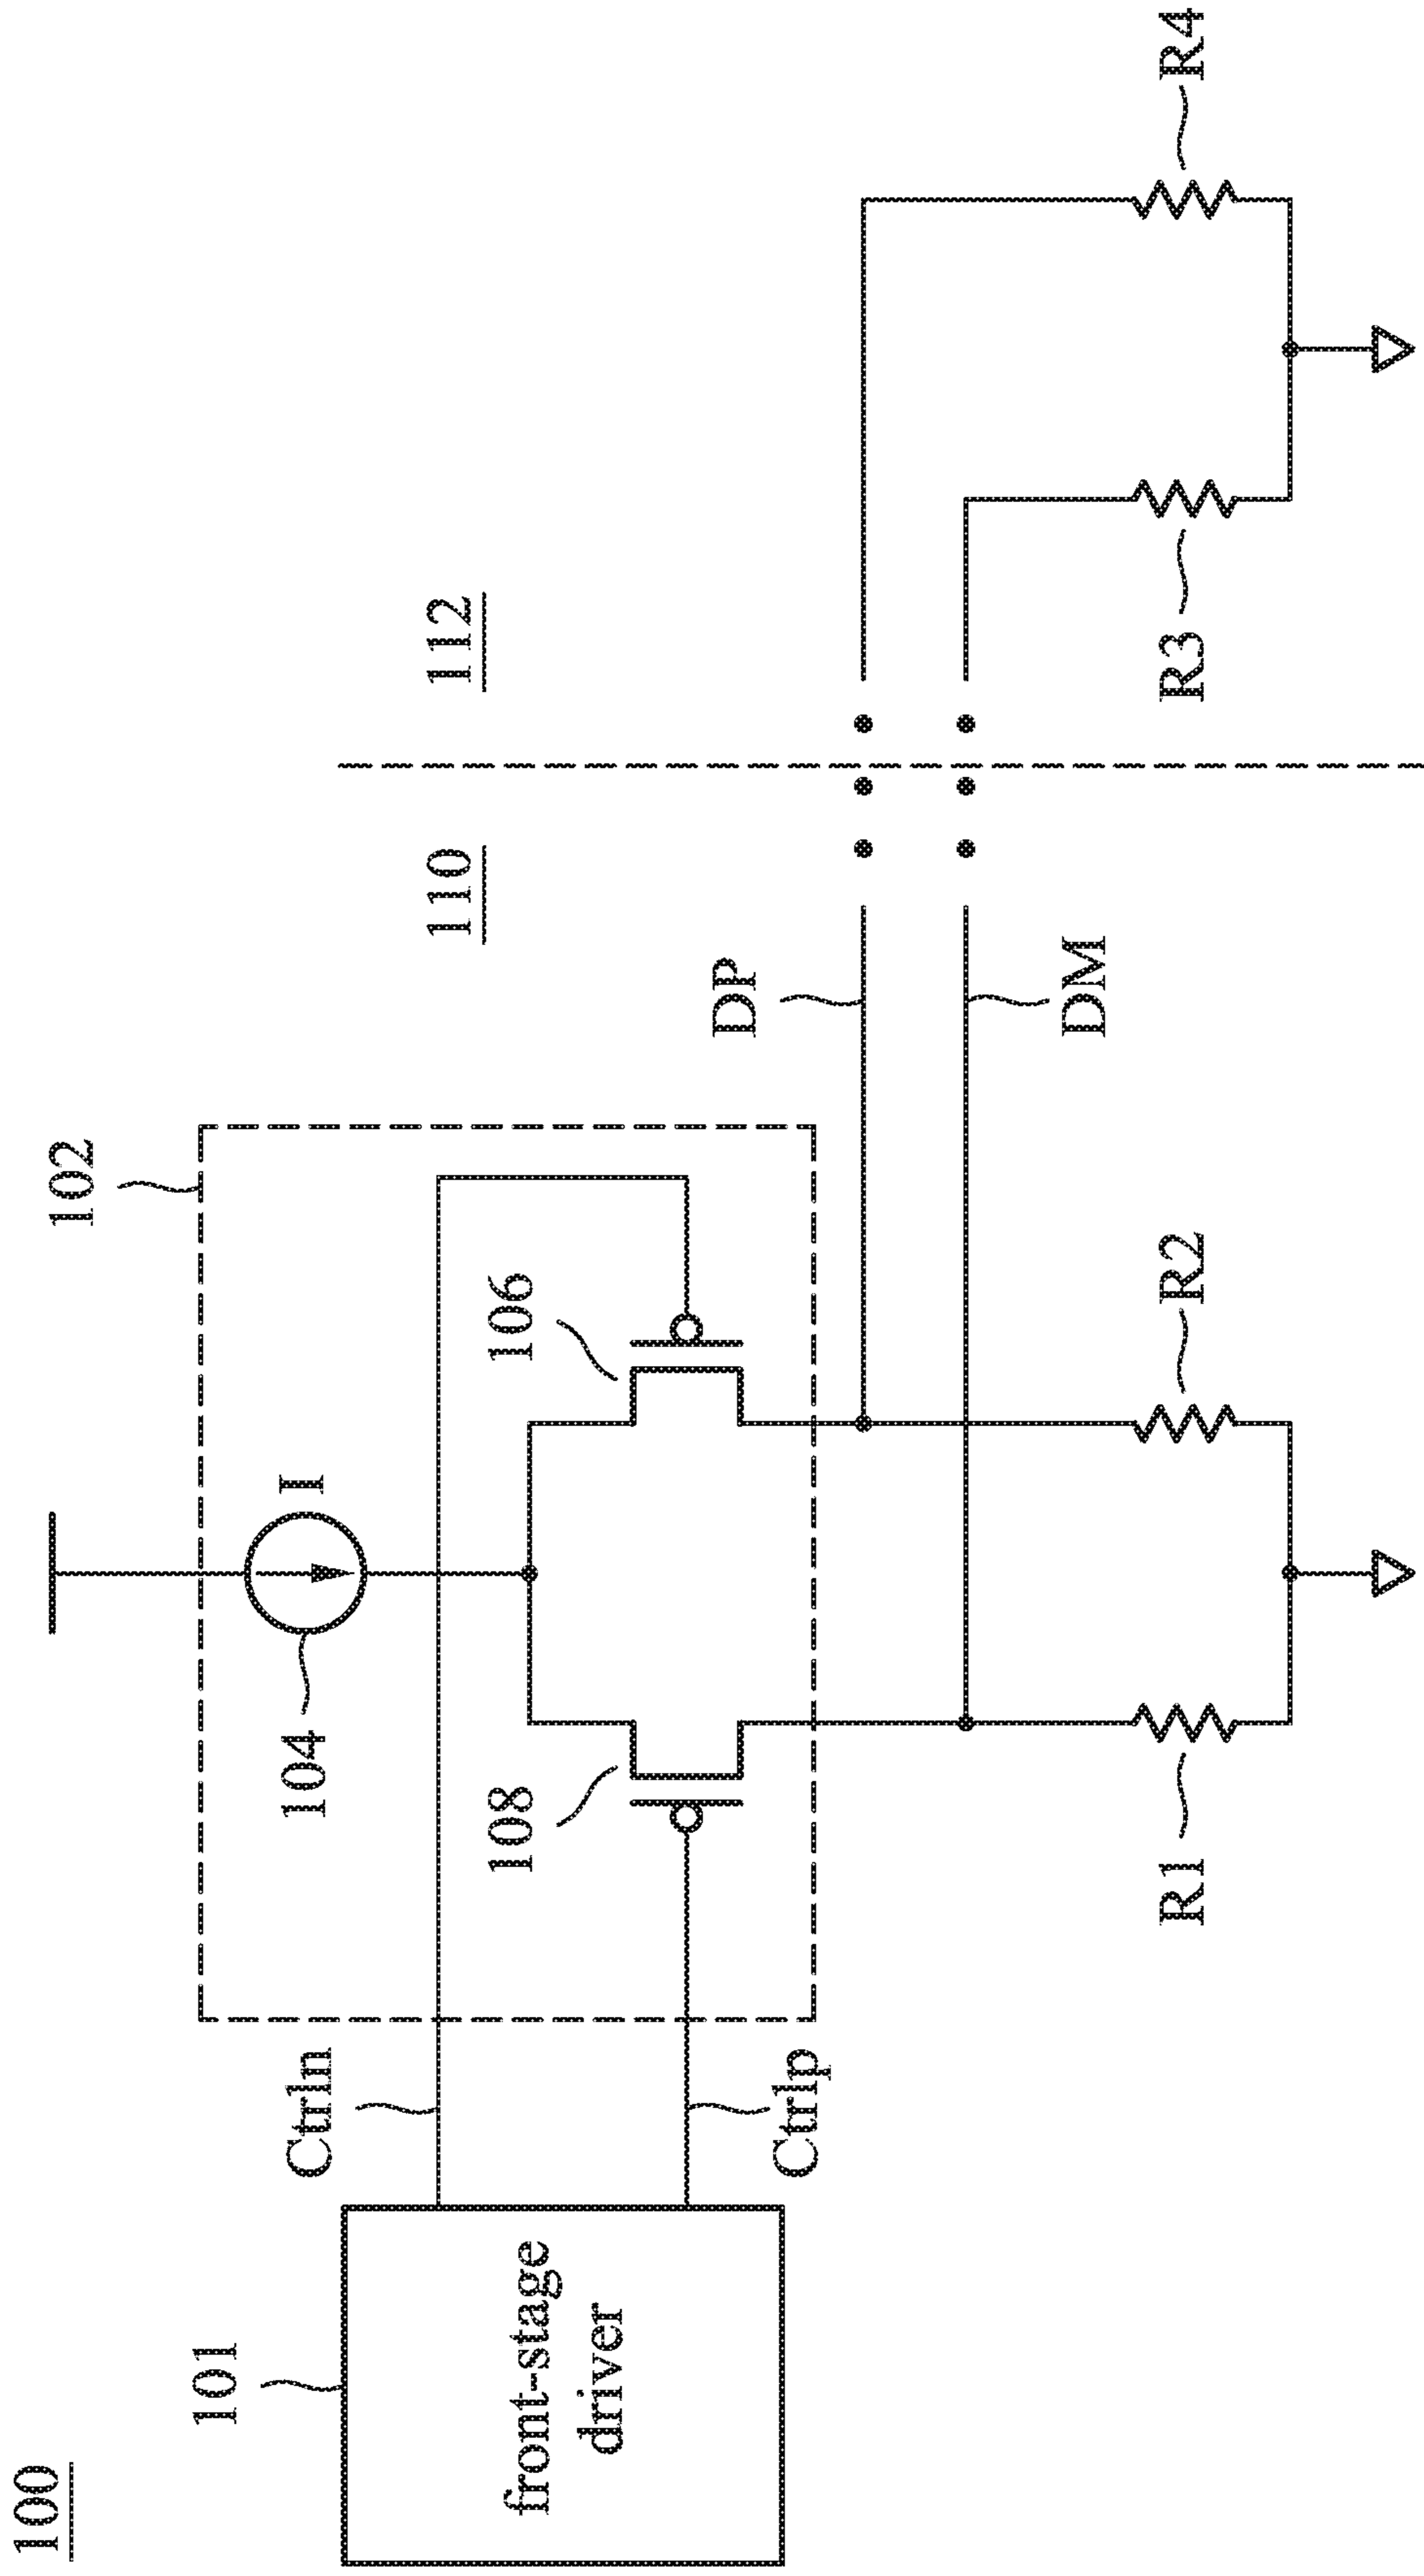 100
101
front-stage
driver
Ctrln
Ctrlp
102
104
I
108
106
DP
DM
110
112
R1
R2
R3
R4